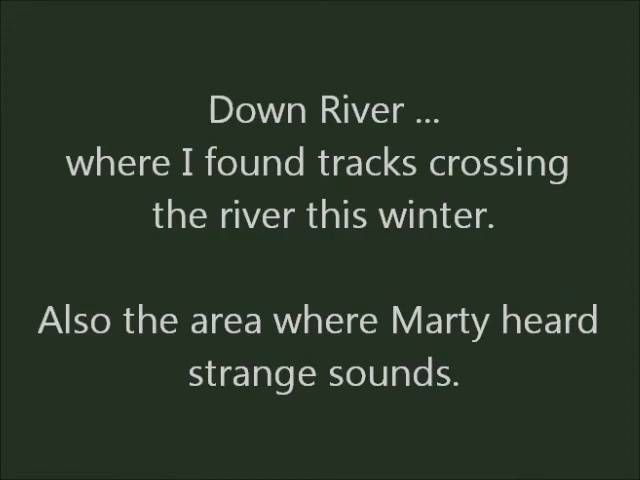 Down River ...
where I found tracks crossing
the river this winter.
Also the area where Marty heard
strange sounds.